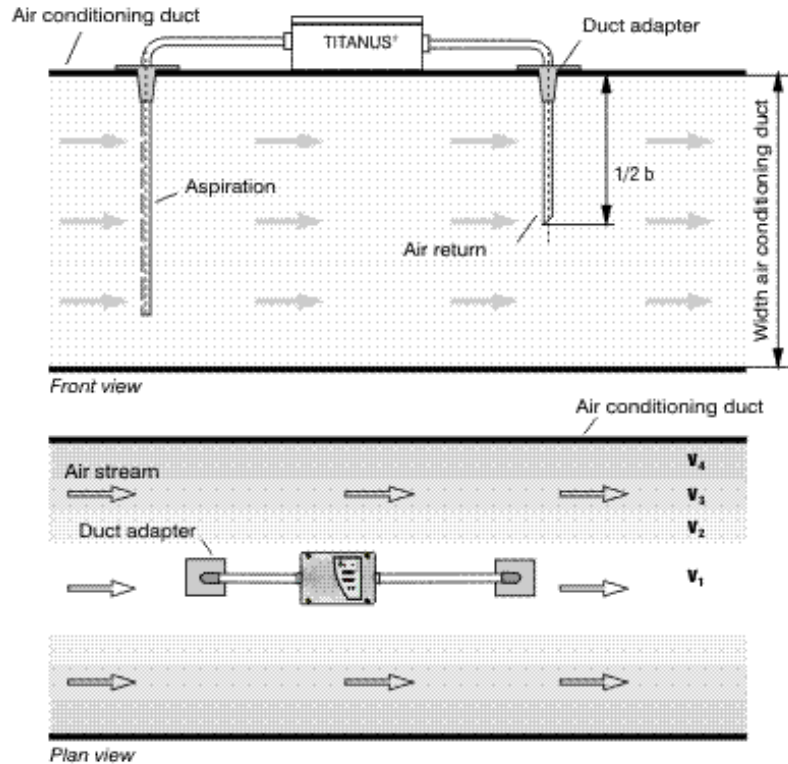 Air conditioning duct
Duct adapter
TITANUS+
1/2 b
Aspiration
Air return
Width air conditioning duct
Front view
Air conditioning duct
V4
Air stream
V3
V2
Duct adapter
V1
Plan view